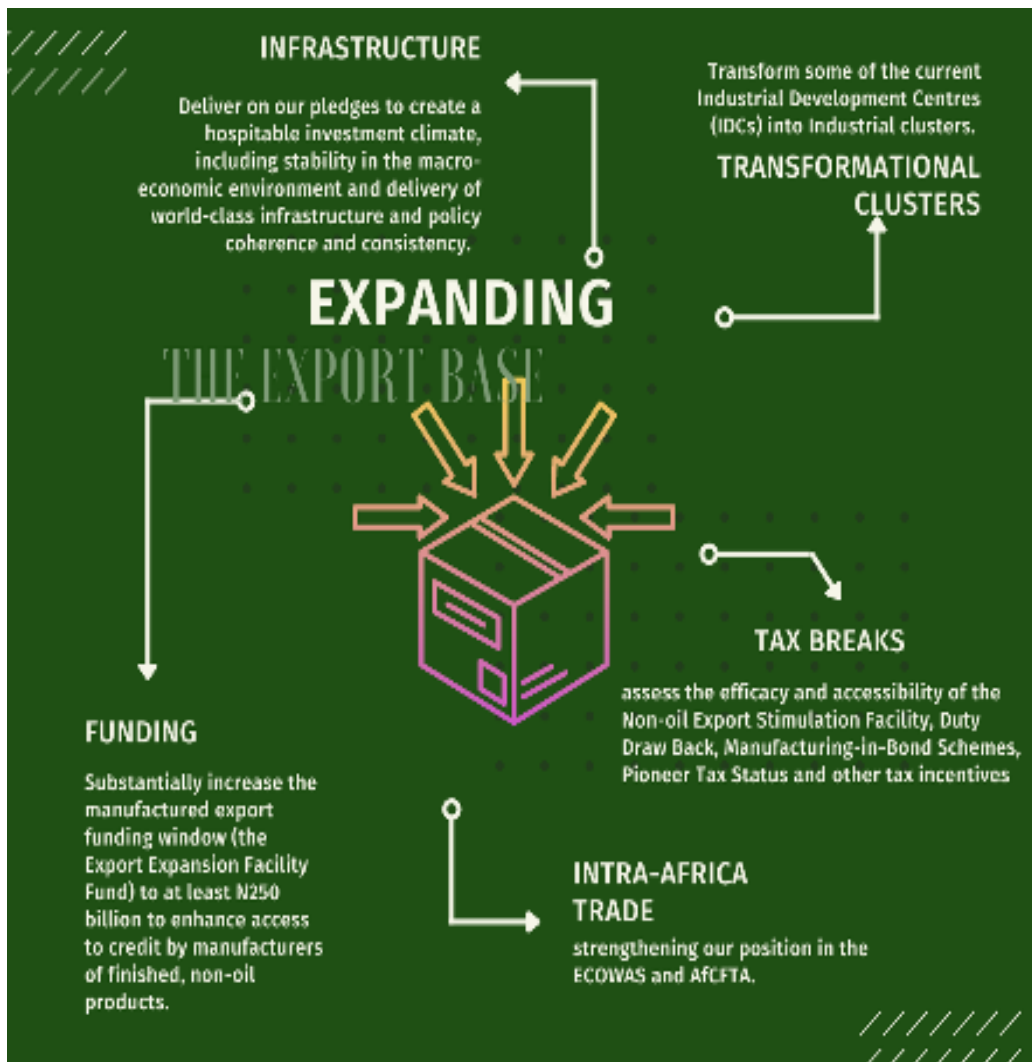 INFRASTRUCTURE
Deliver on our pledges to create a
hospitable investment climate,
including stability in the macro-
economic environment and delivery of
world-class infrastructure and policy
coherence and consistency.
Transform some of the current
Industrial Development Centres
(IDCs) into Industrial clusters.
TRANSFORMATIONAL
CLUSTERS
EXPANDING
THE EXPORT BASE
TAX BREAKS
assess the efficacy and accessibility of the
Non-oil Export Stimulation Facility, Duty
Draw Back, Manufacturing-in-Bond Schemes,
Pioneer Tax Status and other tax incentives
FUNDING
Substantially increase the
manufactured export
funding window (the
Export Expansion Facility
Fund) to at least N250
billion to enhance access
to credit by manufacturers
of finished, non-oil
products.
INTRA-AFRICA
TRADE
strengthening our position in the
ECOWAS and AfCFTA.